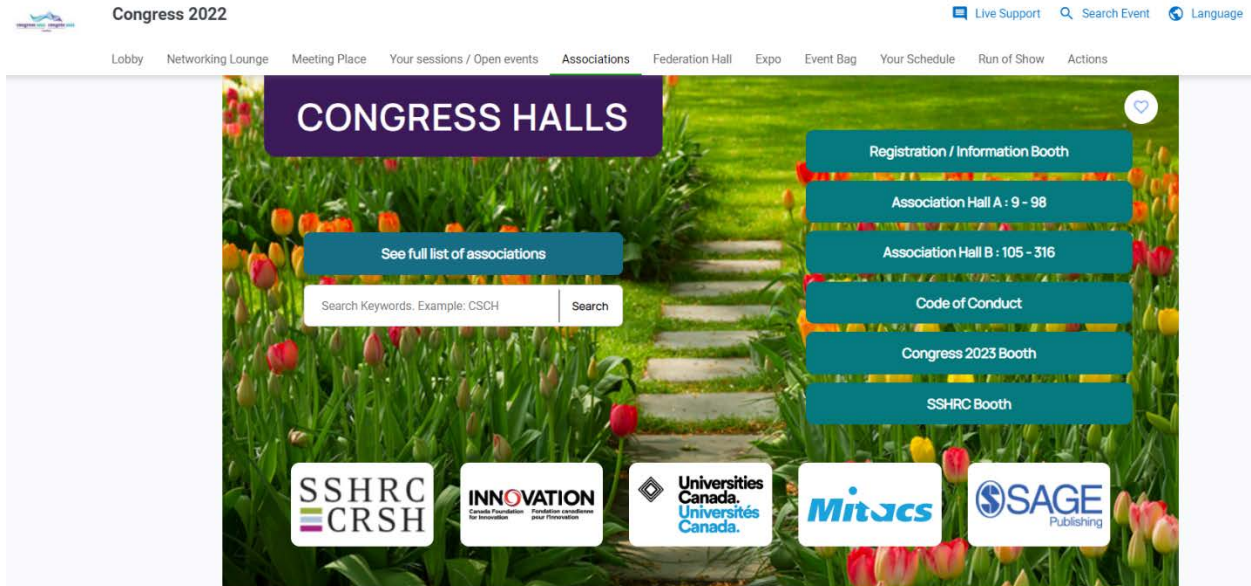 Congress 2022
Live Support
Search Event
Language
Lobby
Networking Lounge
Meeting Place
Your sessions / Open events
Associations
Federation Hall
Expo
Event Bag
Your Schedule
Run of Show
Actions
CONGRESS HALLS
See full list of associations
Search Keywords. Example: CSCH
Search
Registration / Information Booth
Association Hall A : 9 - 98
Association Hall B : 105 - 316
Code of Conduct
Congress 2023 Booth
SSHRC Booth
SSHRC
CRSH
INNOVATION
Canada Foundation
for Innovation
Fondation canadienne
pour l'innovation
Universities
Canada.
Universités
Canada.
Mitacs
SAGE
Publishing